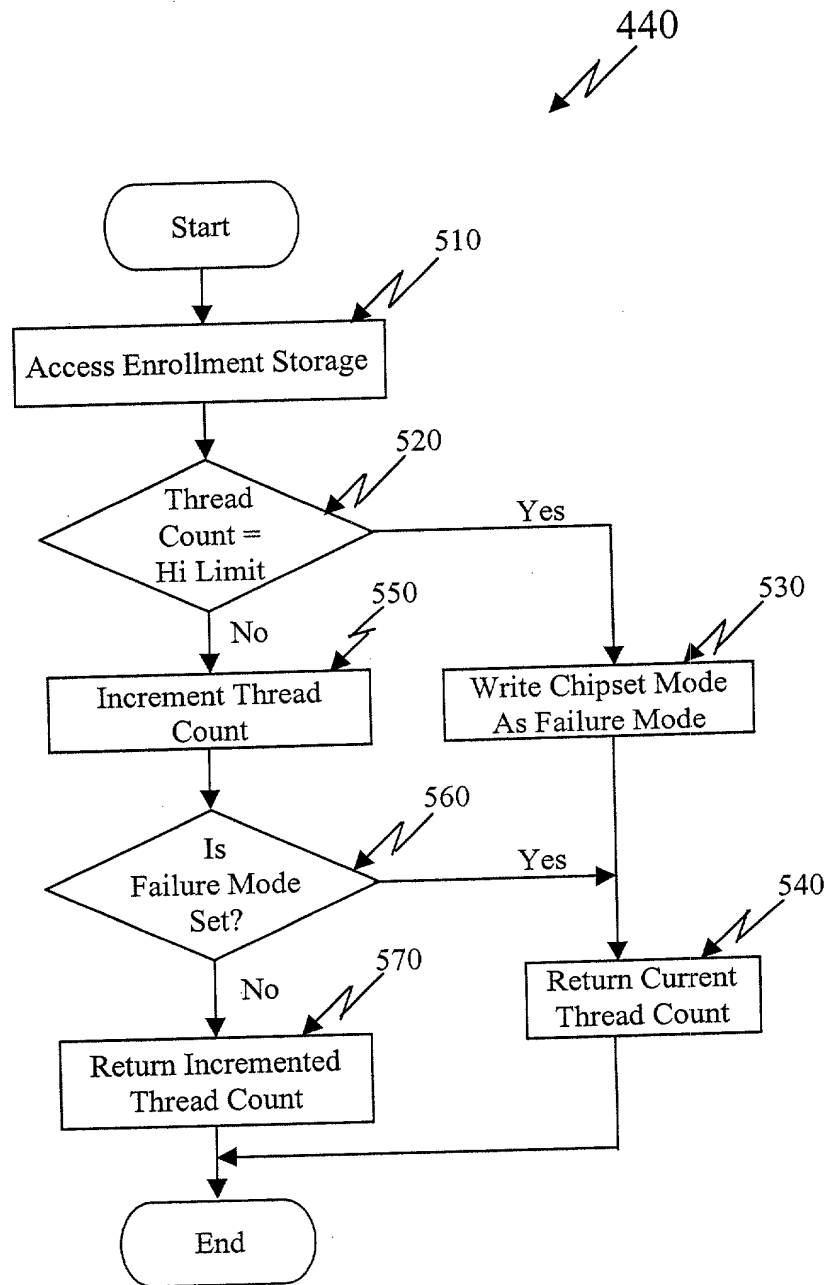 440
Start
510
Access Enrollment Storage
520
Thread
Count =
Hi Limit
Yes
550
No
530
Increment Thread
Count
Write Chipset Mode
As Failure Mode
560
Is
Failure Mode
Set?
Yes
540
570
No
Return Current
Thread Count
Return Incremented
Thread Count
End